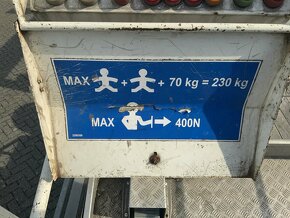 MAX + + 70 kg = 230 kg
MAX 400N